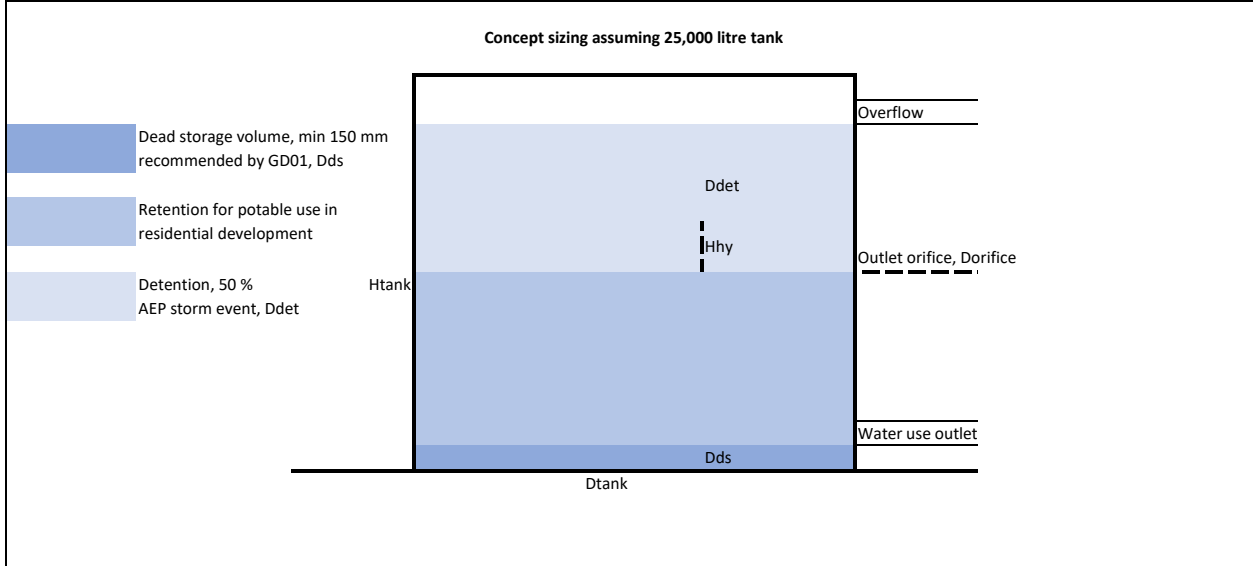 Concept sizing assuming 25,000 litre tank
Overflow
Dead storage volume, min 150 mm
recommended by GD01, Dds
Ddet
Retention for potable use in
residential development
Hhy
Outlet orifice, Dorifice
Detention, 50 %
Htank
AEP storm event, Ddet
Water use outlet
Dds
Dtank